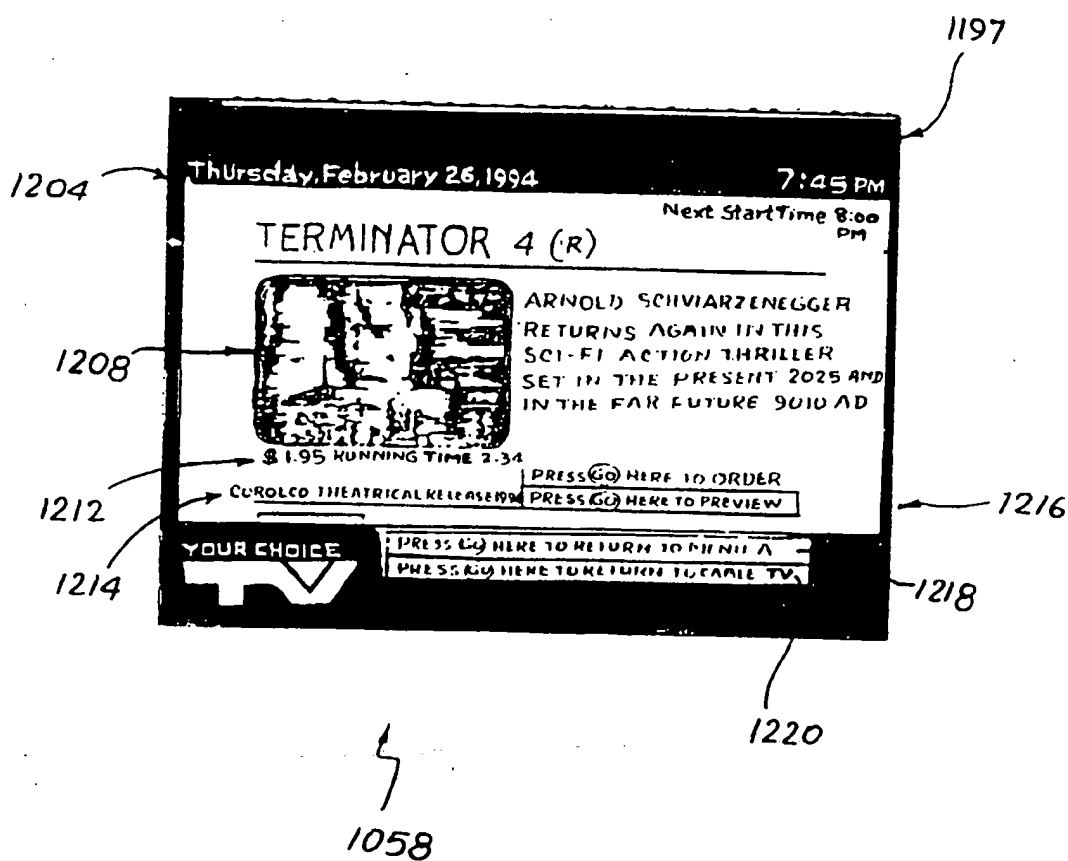 1197
1204
Thursday, February 26, 1994
7:45 PM
Next Start Time 8:00
PM
TERMINATOR 4 (R)
1208
ARNOLD SCHVIARZENEGGER
RETURNS AGAIN IN THIS
SCI-FI ACTION THRILLER
SET IN THE PRESENT 2025 AND
IN THE FAR FUTURE 9010 AD
$1.95 RUNNING TIME 2.34
1212
PRESS GO HERE TO ORDER
COROLCO THEATRICAL RELEASE
PRESS GO HERE TO PREVIEW
1216
1214
YOUR CHOICE
TV
PRESS GO HERE TO RETURN TO MENU A
PRESS GO HERE TO RETURN TO CABLE TV
1218
1220
1058